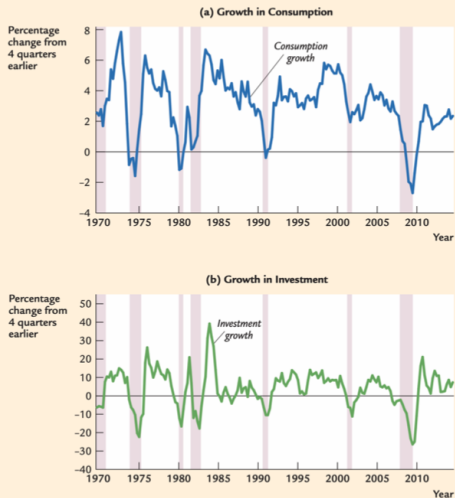 (a) Growth in Consumption
Percentage
change from
4 quarters
earlier
8
6
4
2
0
−2
−4
Consumption
growth
1970 1975 1980 1985 1990 1995 2000 2005 2010
Year
(b) Growth in Investment
Percentage
change from
4 quarters
earlier
50
40
30
20
10
0
−10
−20
−30
−40
Investment
growth
1970 1975 1980 1985 1990 1995 2000 2005 2010
Year